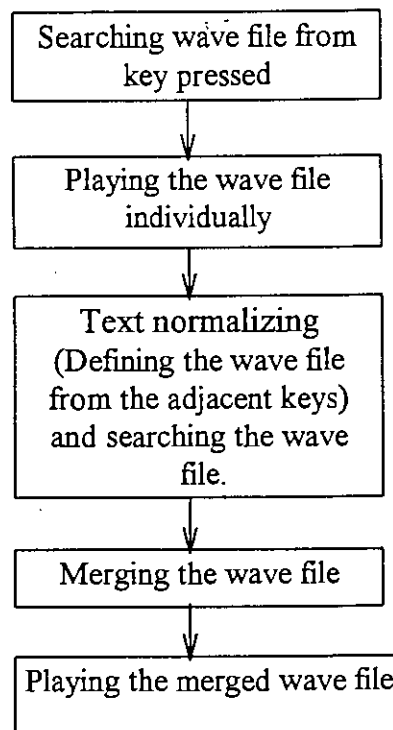 Searching wave file from
key pressed
Playing the wave file
individually
Text normalizing
(Defining the wave file
from the adjacent keys)
and searching the wave
file.
Merging the wave file
Playing the merged wave file